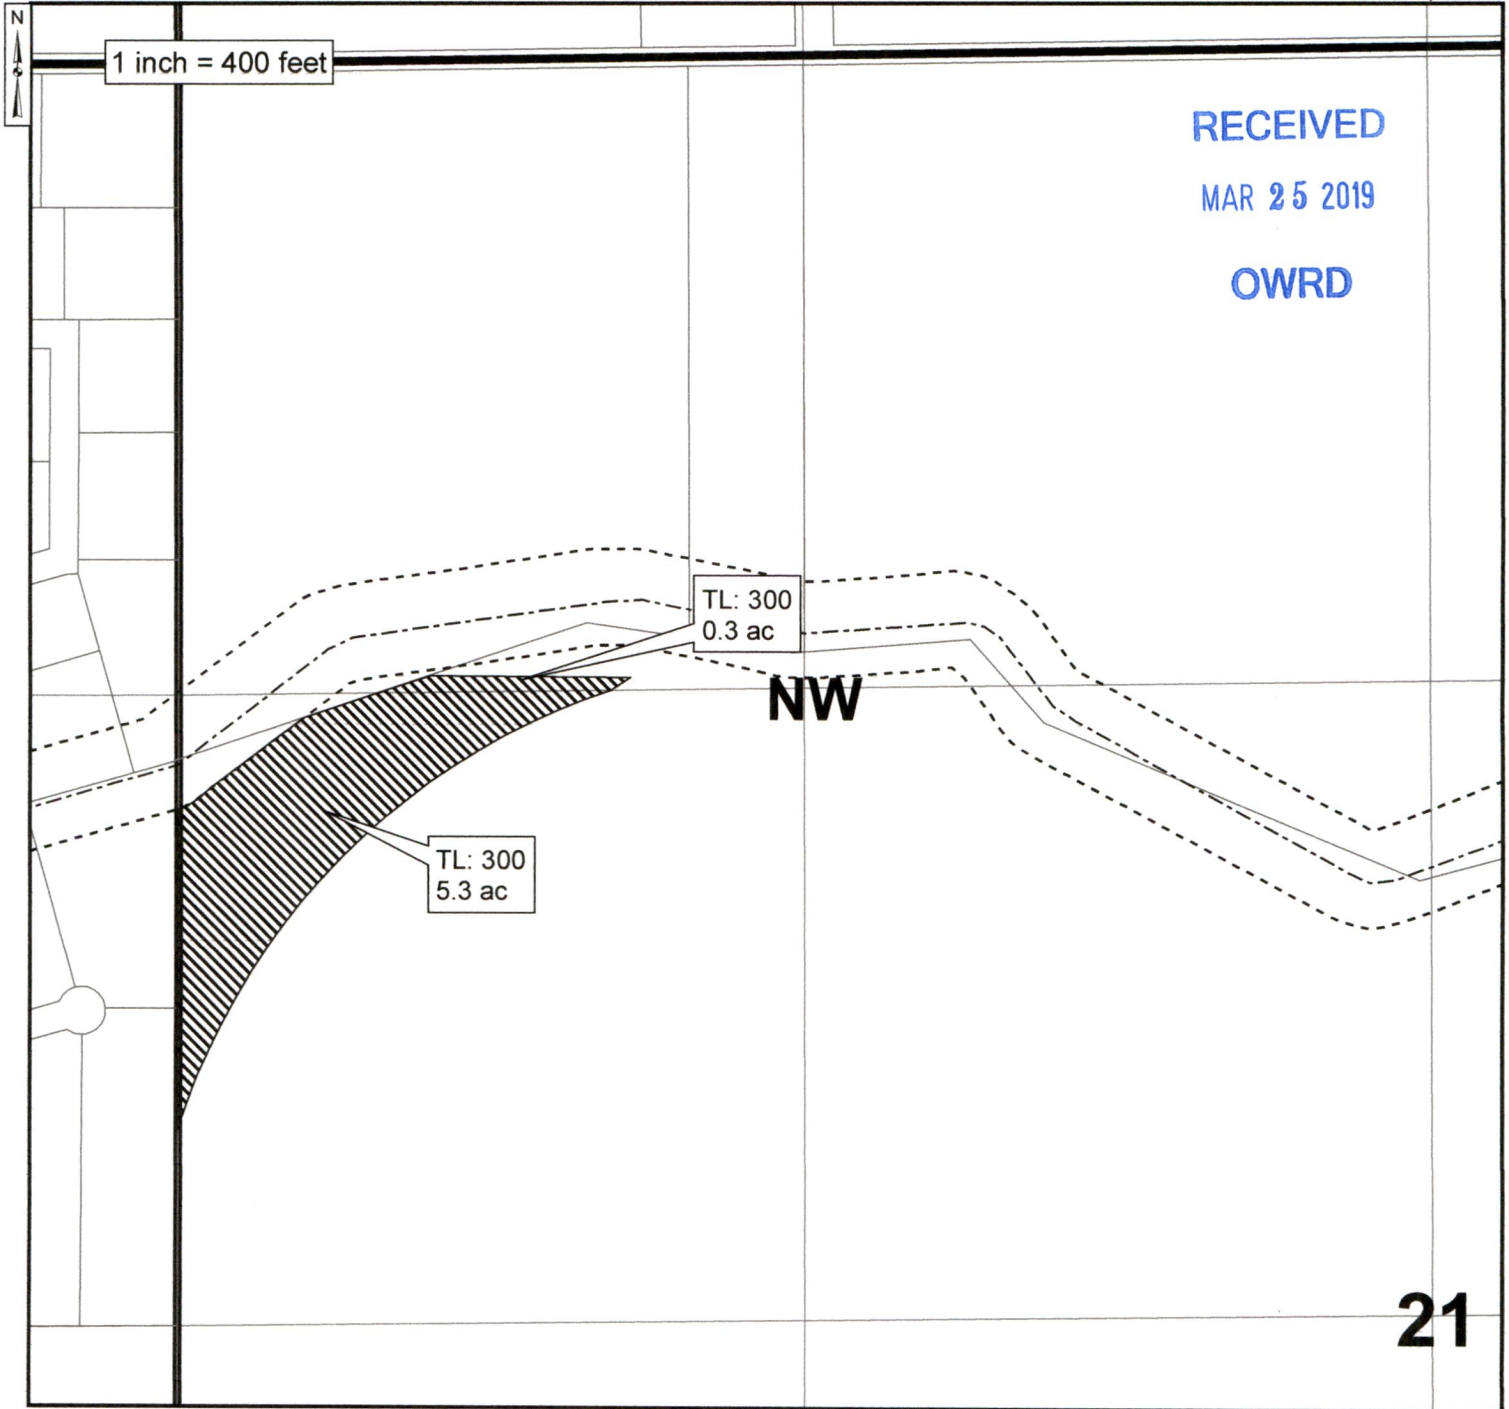 N
1 inch = 400 feet
RECEIVED
MAR 25 2019
OWRD
TL: 300
0.3 ac
NW
TL: 300
5.3 ac
21